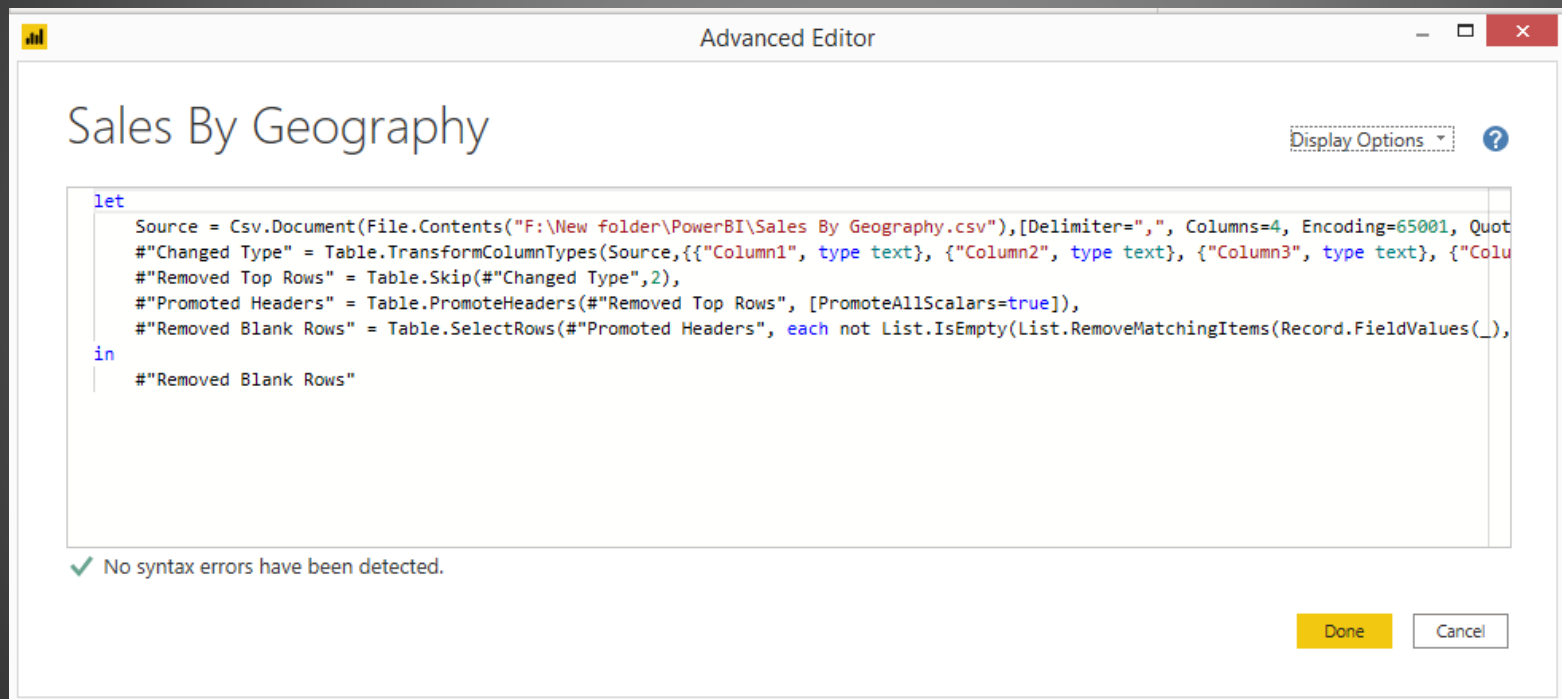 Advanced Editor
Sales By Geography
Display Options
?
let
Source = Csv.Document(File.Contents("F:\New folder\PowerBI\Sales By Geography.csv"),[Delimiter=",", Columns=4, Encoding=65001, Quot
#"Changed Type" = Table.TransformColumnTypes(Source,{{"Column1", type text}, {"Column2", type text}, {"Column3", type text}, {"Colu
#"Removed Top Rows" = Table.Skip(#"Changed Type",2),
#"Promoted Headers" = Table.PromoteHeaders(#"Removed Top Rows", [PromoteAllScalars=true]),
#"Removed Blank Rows" = Table.SelectRows(#"Promoted Headers", each not List.IsEmpty(List.RemoveMatchingItems(Record.FieldValues(_),
in
#"Removed Blank Rows"
No syntax errors have been detected.
Done Cancel